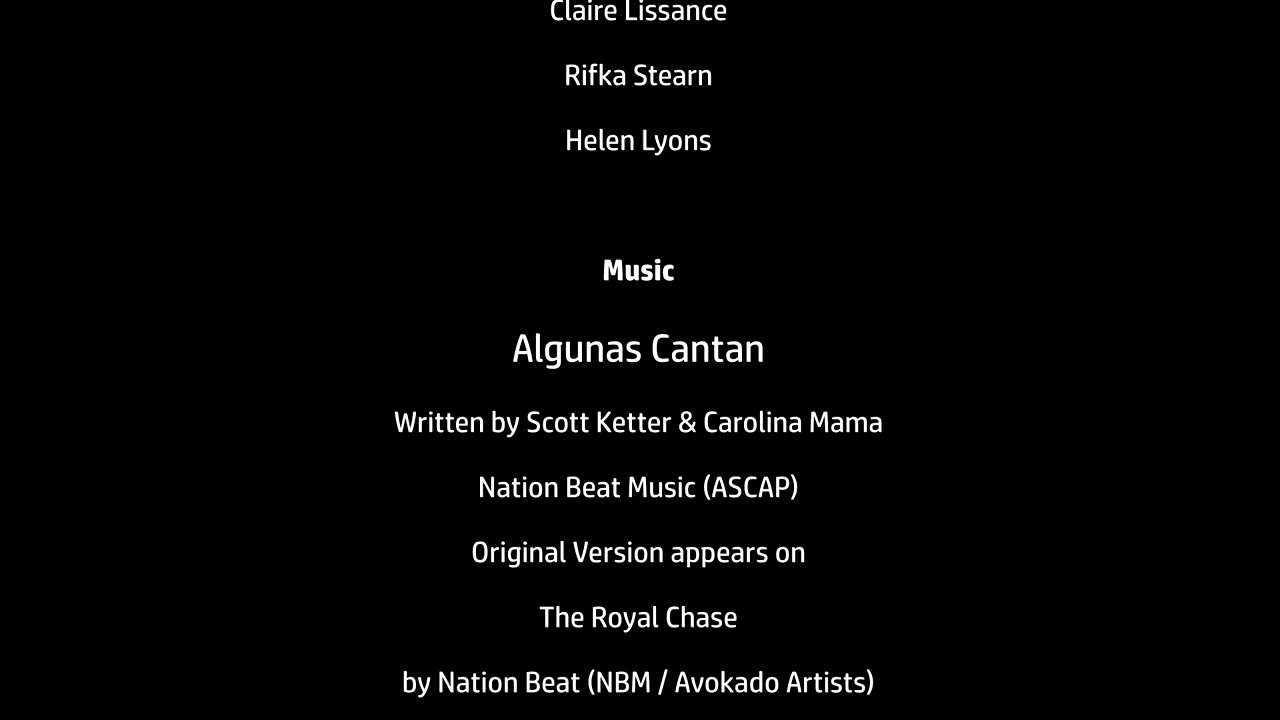 Claire Lissance
Rifka Stearn
Helen Lyons
Music
Algunas Cantan
Written by Scott Ketter & Carolina Mama
Nation Beat Music (ASCAP)
Original Version appears on
The Royal Chase
by Nation Beat (NBM / Avokado Artists)